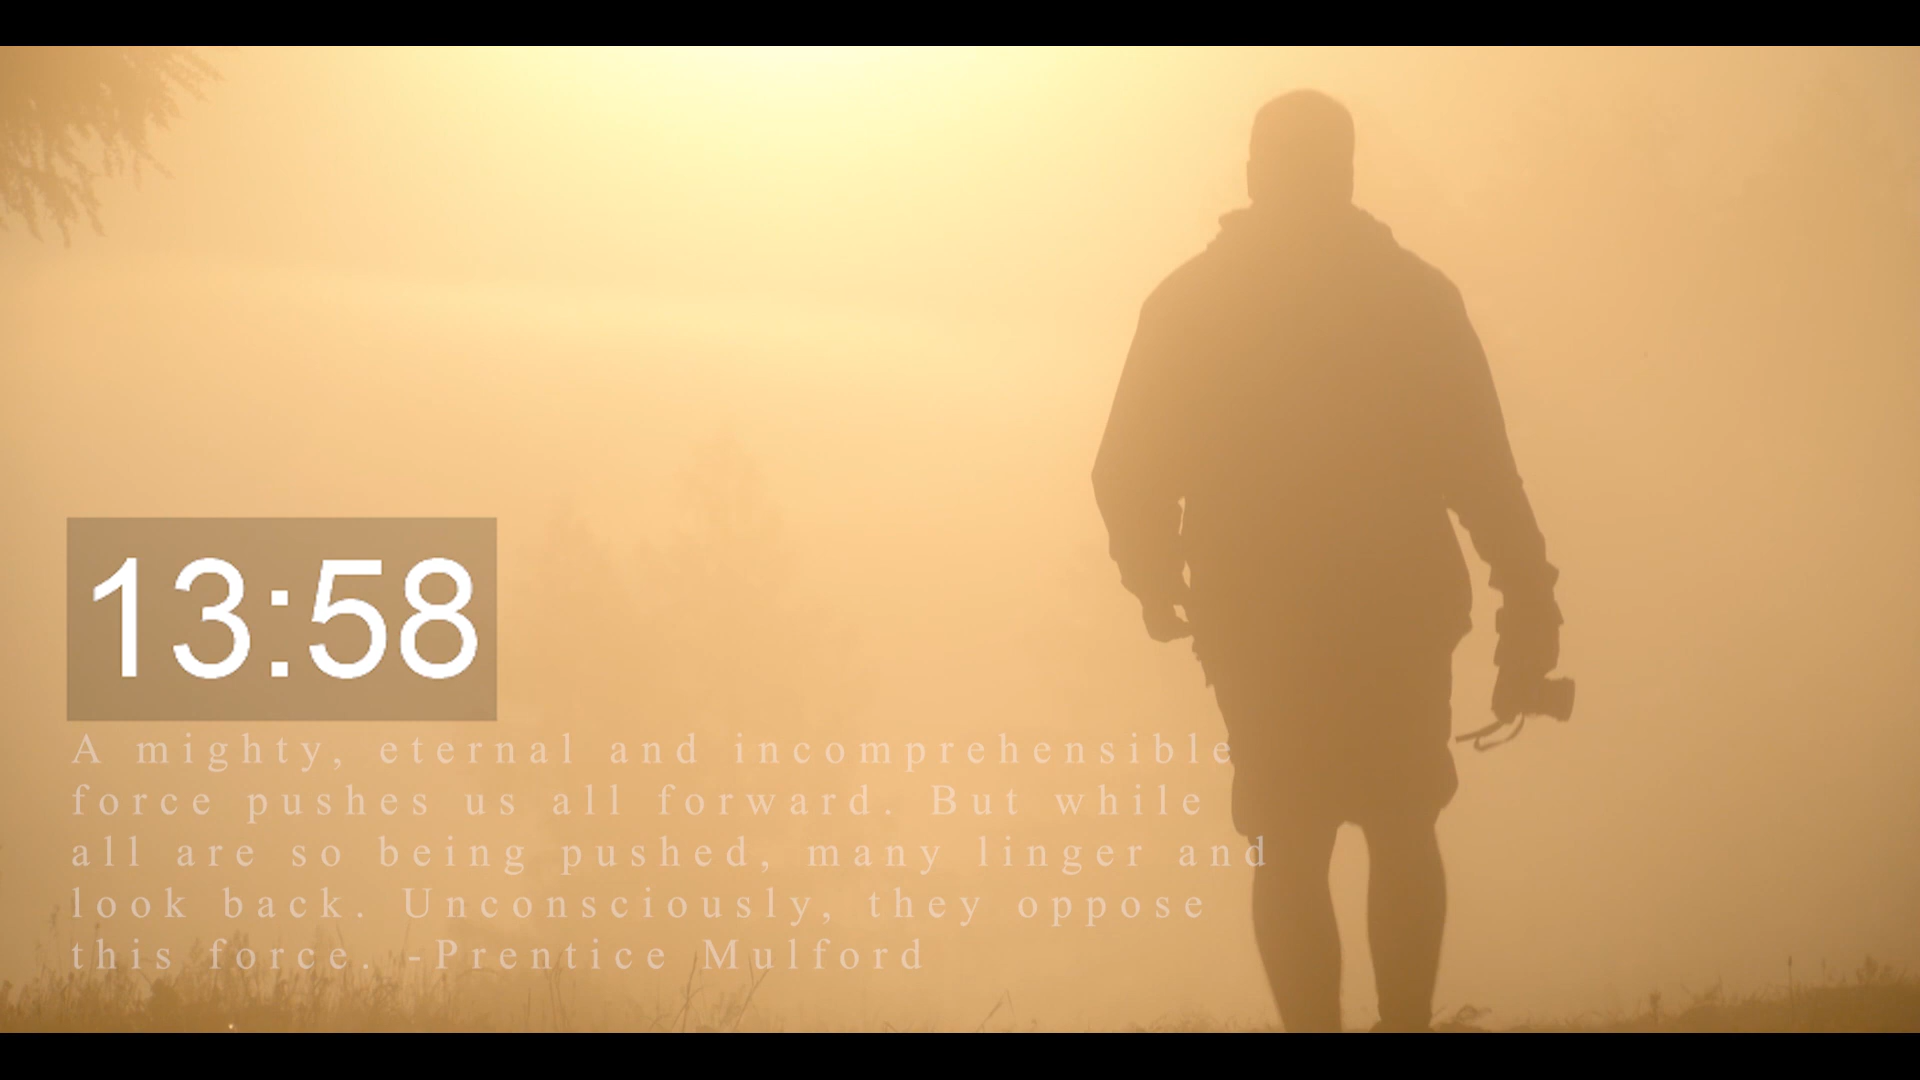 13:58
A mighty, eternal and incomprehensible
force pushes us all forward. But while
all are so being pushed, many linger and
look back. Unconsciously, they oppose
this force. -Prentice Mulford